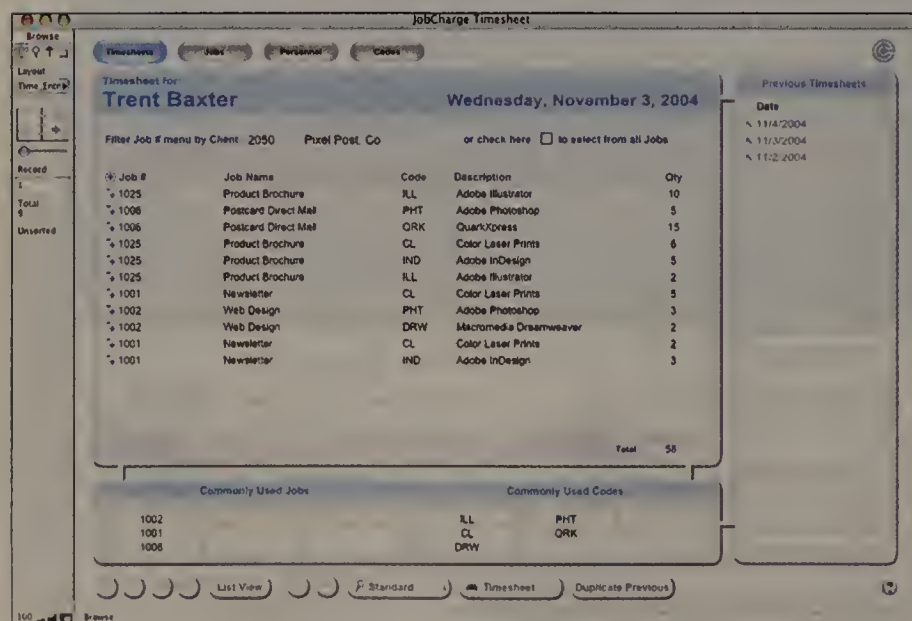 JobCharge Timesheet
Browse
Layout
Record
1
Total
9
Unsorted
Timesheets Jobs Personnel Codes
Timesheet for:
Trent Baxter
Wednesday, November 3, 2004
Filter Job # menu by Client 2050 Pixel Post. Co or check here to select from all Jobs
Job # Job Name Code Description Qty
1025 Product Brochure ILL Adobe Illustrator 10
1006 Postcard Direct Mail PHT Adobe Photoshop 5
1006 Postcard Direct Mail QRK QuarkXpress 15
1025 Product Brochure CL Color Laser Prints 6
1025 Product Brochure IND Adobe InDesign 5
1025 Product Brochure ILL Adobe Illustrator 2
1001 Newsletter CL Color Laser Prints 5
1002 Web Design PHT Adobe Photoshop 3
1002 Web Design DRW Macromedia Dreamweaver 2
1001 Newsletter CL Color Laser Prints 2
1001 Newsletter IND Adobe InDesign 3
Total 58
Previous Timesheets
Date
11/4/2004
11/3/2004
11/2/2004
Commonly Used Jobs
1002
1001
1006
Commonly Used Codes
ILL PHT
CL QRK
DRW
List View Standard Timesheet Duplicate Previous
100 Browse